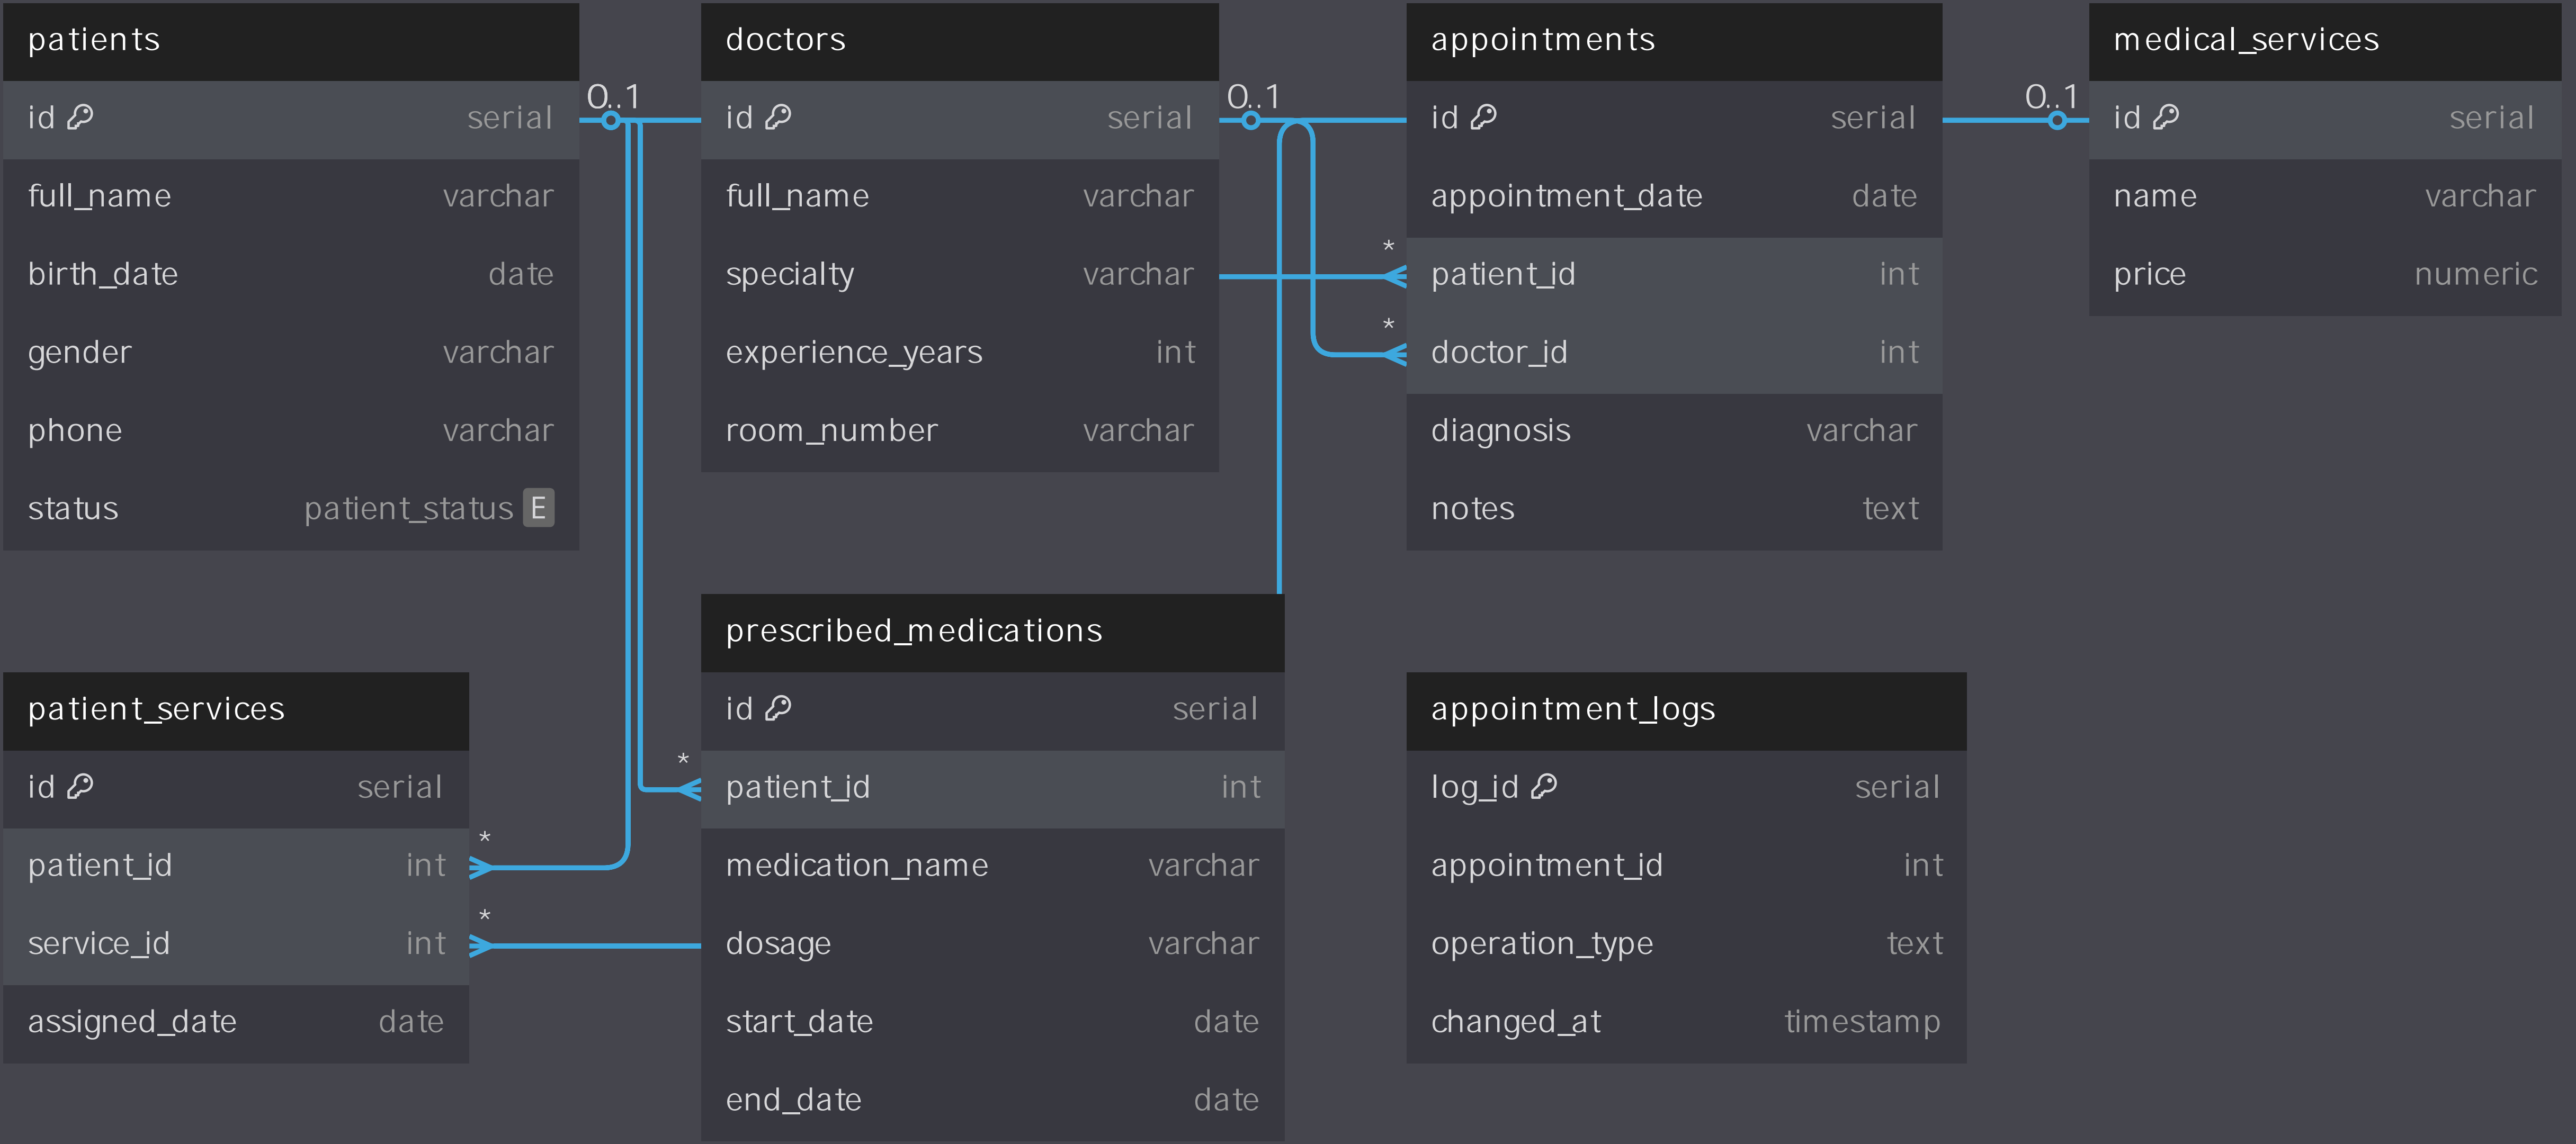 patients
id serial
full_name varchar
birth_date date
gender varchar
phone varchar
status patient_status E
0..1
doctors
id serial
full_name varchar
specialty varchar
experience_years int
room_number varchar
0..1
appointments
id serial
appointment_date date
*
patient_id int
*
doctor_id int
diagnosis varchar
notes text
0..1
medical_services
id serial
name varchar
price numeric
patient_services
id serial
*
patient_id int
*
service_id int
assigned_date date
prescribed_medications
id serial
*
patient_id int
medication_name varchar
dosage varchar
start_date date
end_date date
appointment_logs
log_id serial
appointment_id int
operation_type text
changed_at timestamp